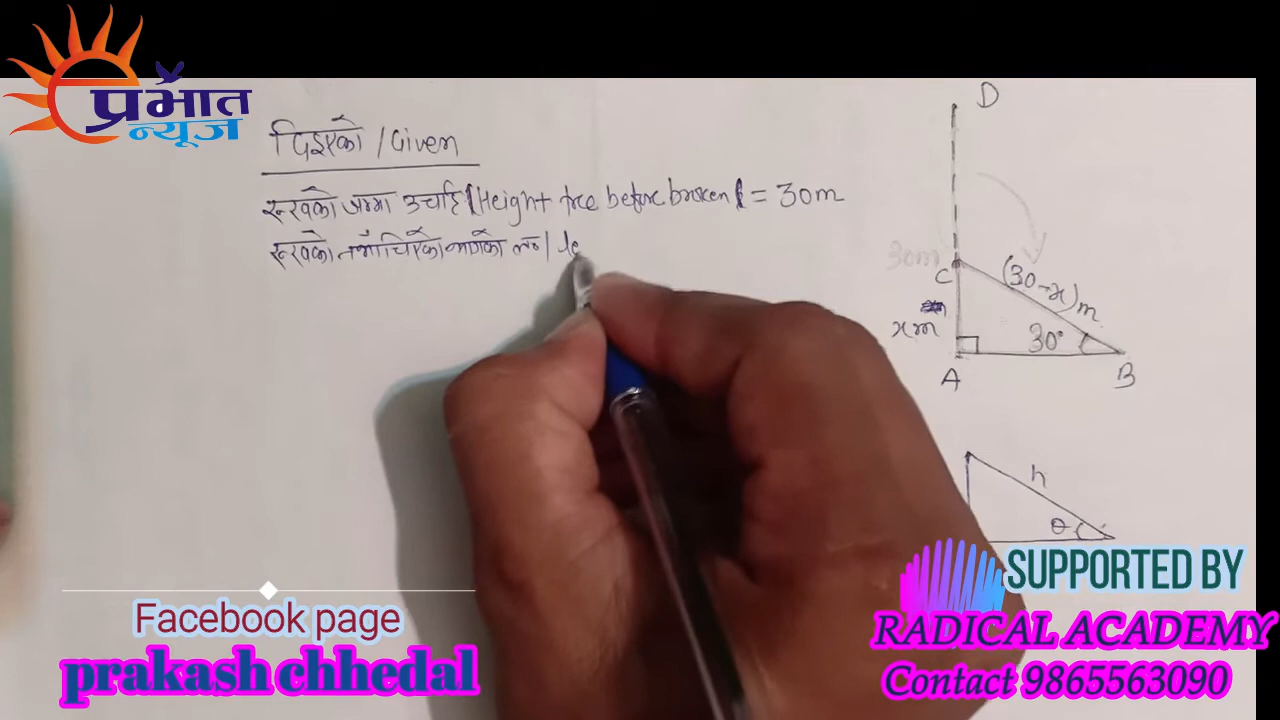 प्रभात
न्यूज
दिइएको / Given
रूखको जम्मा उचाई (Height tree before broken) = 30m
रूखको नभाँचिएको भागको / le
D
30m
C
(30-x)m
xm
30°
A
B
h
θ
SUPPORTED BY
RADICAL ACADEMY
Contact 9865563090
Facebook page
prakash chhedal